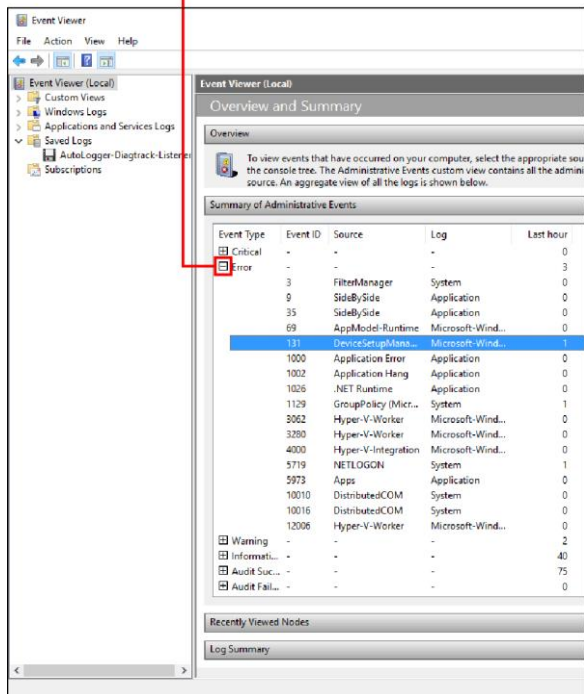 Event Viewer
File Action View Help
Event Viewer (Local)
Custom Views
Windows Logs
Applications and Services Logs
Saved Logs
AutoLogger-Diagtrack-Listener
Subscriptions
Event Viewer (Local)
Overview and Summary
Overview
To view events that have occurred on your computer, select the appropriate sou
the console tree. The Administrative Events custom view contains all the admini
source. An aggregate view of all the logs is shown below.
Summary of Administrative Events
Event Type Event ID Source Log Last hour
Critical - - - 0
Error - - - 3
3 FilterManager System 0
9 SideBySide Application 0
35 SideBySide Application 0
69 AppModel-Runtime Microsoft-Wind... 0
131 DeviceSetupMana... Microsoft-Wind... 1
1000 Application Error Application 0
1002 Application Hang Application 0
1026 .NET Runtime Application 0
1129 GroupPolicy (Micr... System 1
3062 Hyper-V-Worker Microsoft-Wind... 0
3280 Hyper-V-Worker Microsoft-Wind... 0
4000 Hyper-V-Integration Microsoft-Wind... 0
5719 NETLOGON System 1
5973 Apps Application 0
10010 DistributedCOM System 0
10016 DistributedCOM System 0
12006 Hyper-V-Worker Microsoft-Wind... 0
Warning - - - 2
Informati... - - - 40
Audit Suc... - - - 75
Audit Fail... - - - 0
Recently Viewed Nodes
Log Summary